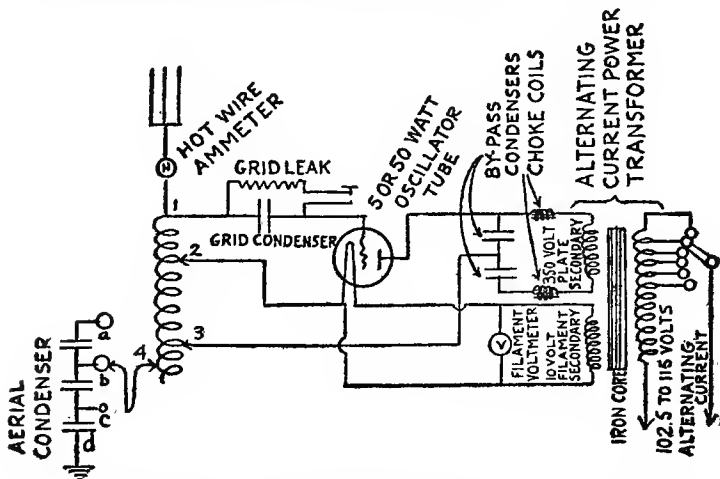 HOT WIRE
AMMETER
H
GRID LEAK
GRID CONDENSER
5 OR 50 WATT
OSCILLATOR
TUBE
BY-PASS
CONDENSERS
CHOKE COILS
ALTERNATING
CURRENT POWER
TRANSFORMER
1
2
3
4
350 VOLT
PLATE
SECONDARY
V
FILAMENT
VOLTMETER
10 VOLT
FILAMENT
SECONDARY
IRON CORE
102.5 TO 115 VOLTS
ALTERNATING
CURRENT
AERIAL
CONDENSER
a
b
c